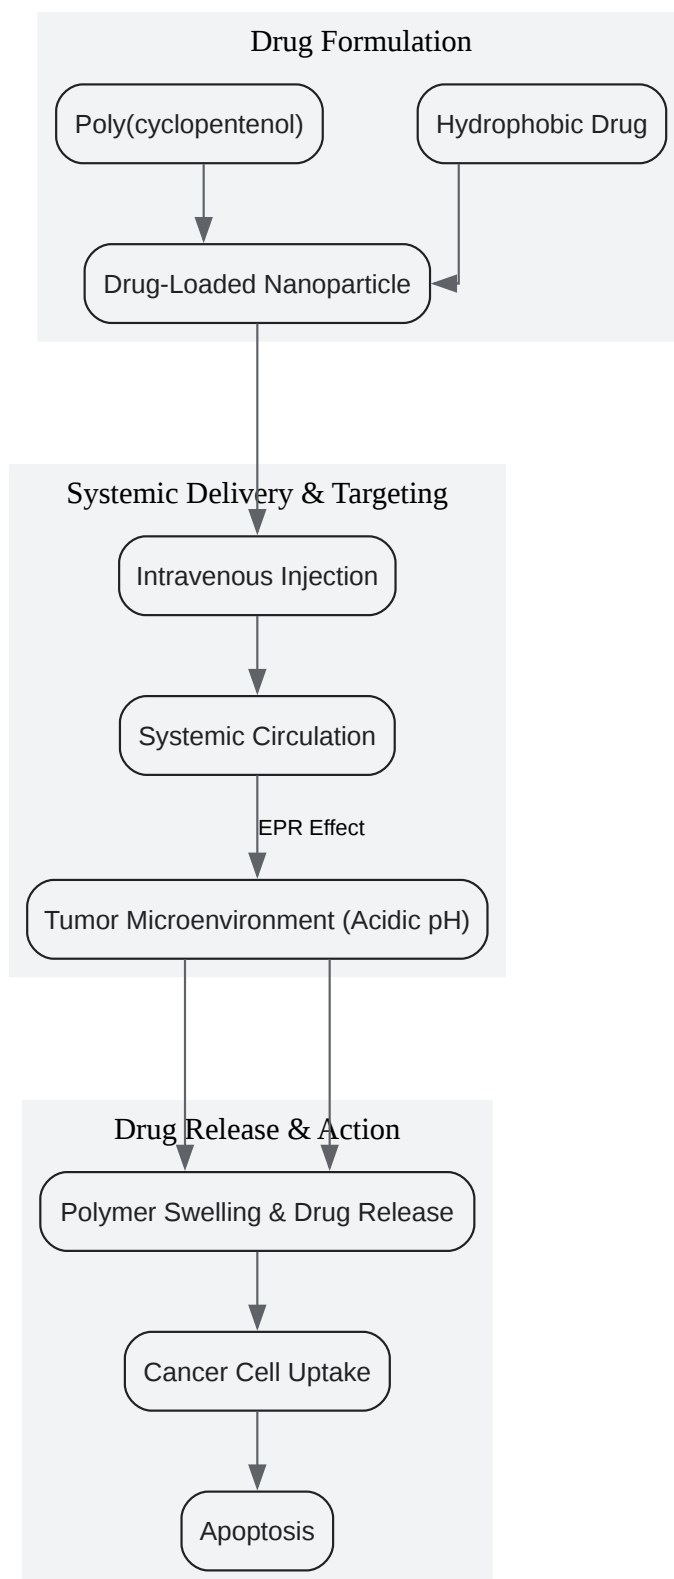 Drug Formulation
Poly(cyclopentenol)
Hydrophobic Drug
Drug-Loaded Nanoparticle
Systemic Delivery & Targeting
Intravenous Injection
Systemic Circulation
EPR Effect
Tumor Microenvironment (Acidic pH)
Drug Release & Action
Polymer Swelling & Drug Release
Cancer Cell Uptake
Apoptosis